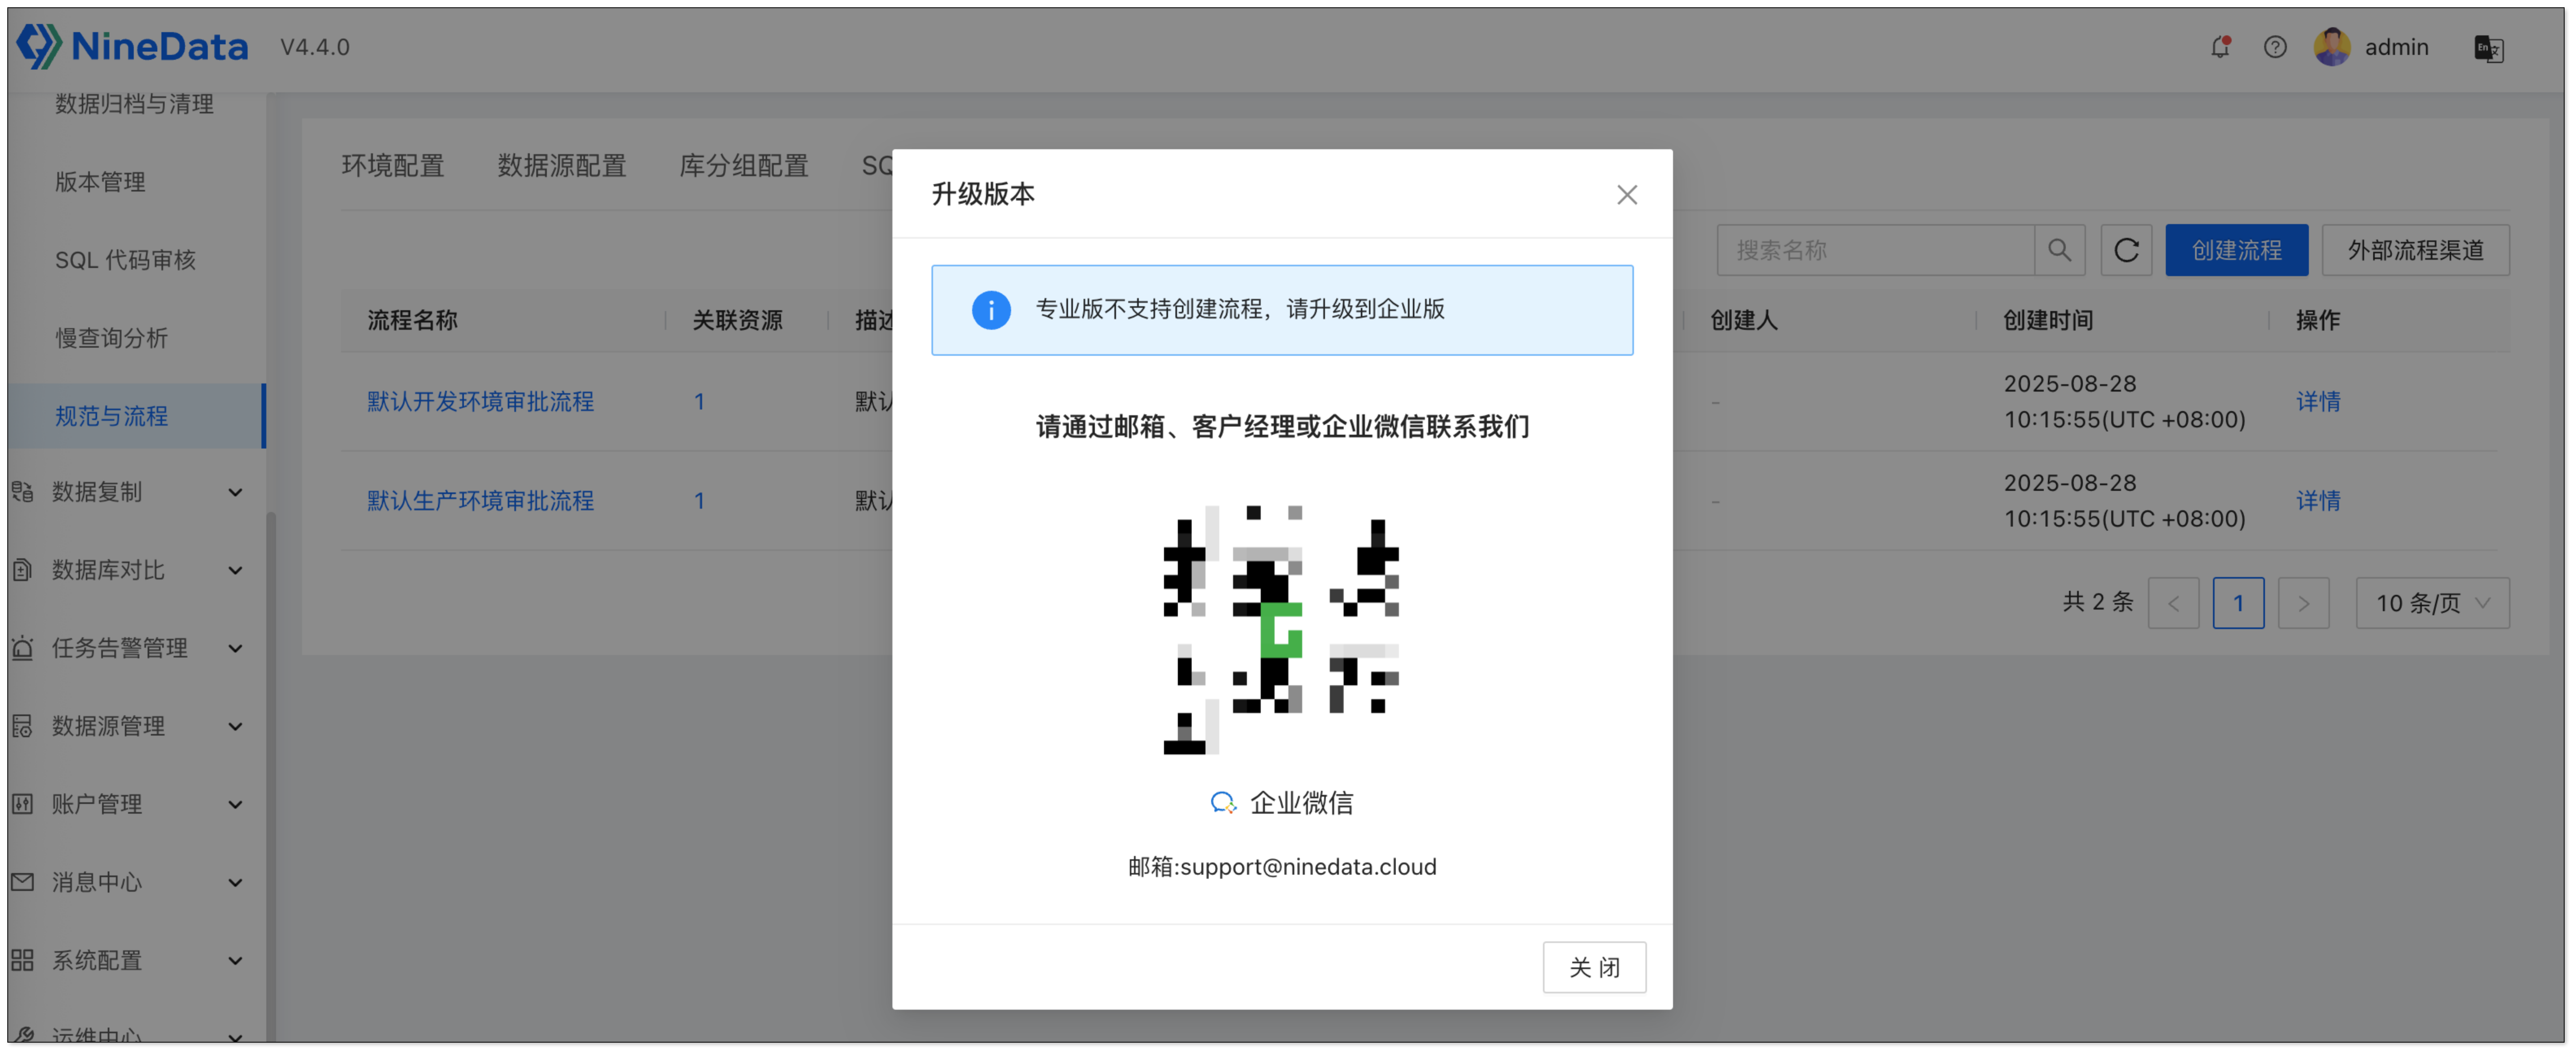 NineData V4.4.0
admin
数据归档与清理
版本管理
SQL 代码审核
慢查询分析
规范与流程
数据复制
数据库对比
任务告警管理
数据源管理
账户管理
消息中心
系统配置
运维中心
环境配置 数据源配置 库分组配置 SQ
搜索名称 创建流程 外部流程渠道
流程名称 关联资源 描述 创建人 创建时间 操作
默认开发环境审批流程 1 默认 - 2025-08-28 10:15:55(UTC +08:00) 详情
默认生产环境审批流程 1 默认 - 2025-08-28 10:15:55(UTC +08:00) 详情
共 2 条 < 1 > 10 条/页
升级版本
专业版不支持创建流程，请升级到企业版
请通过邮箱、客户经理或企业微信联系我们
企业微信
邮箱:support@ninedata.cloud
关 闭